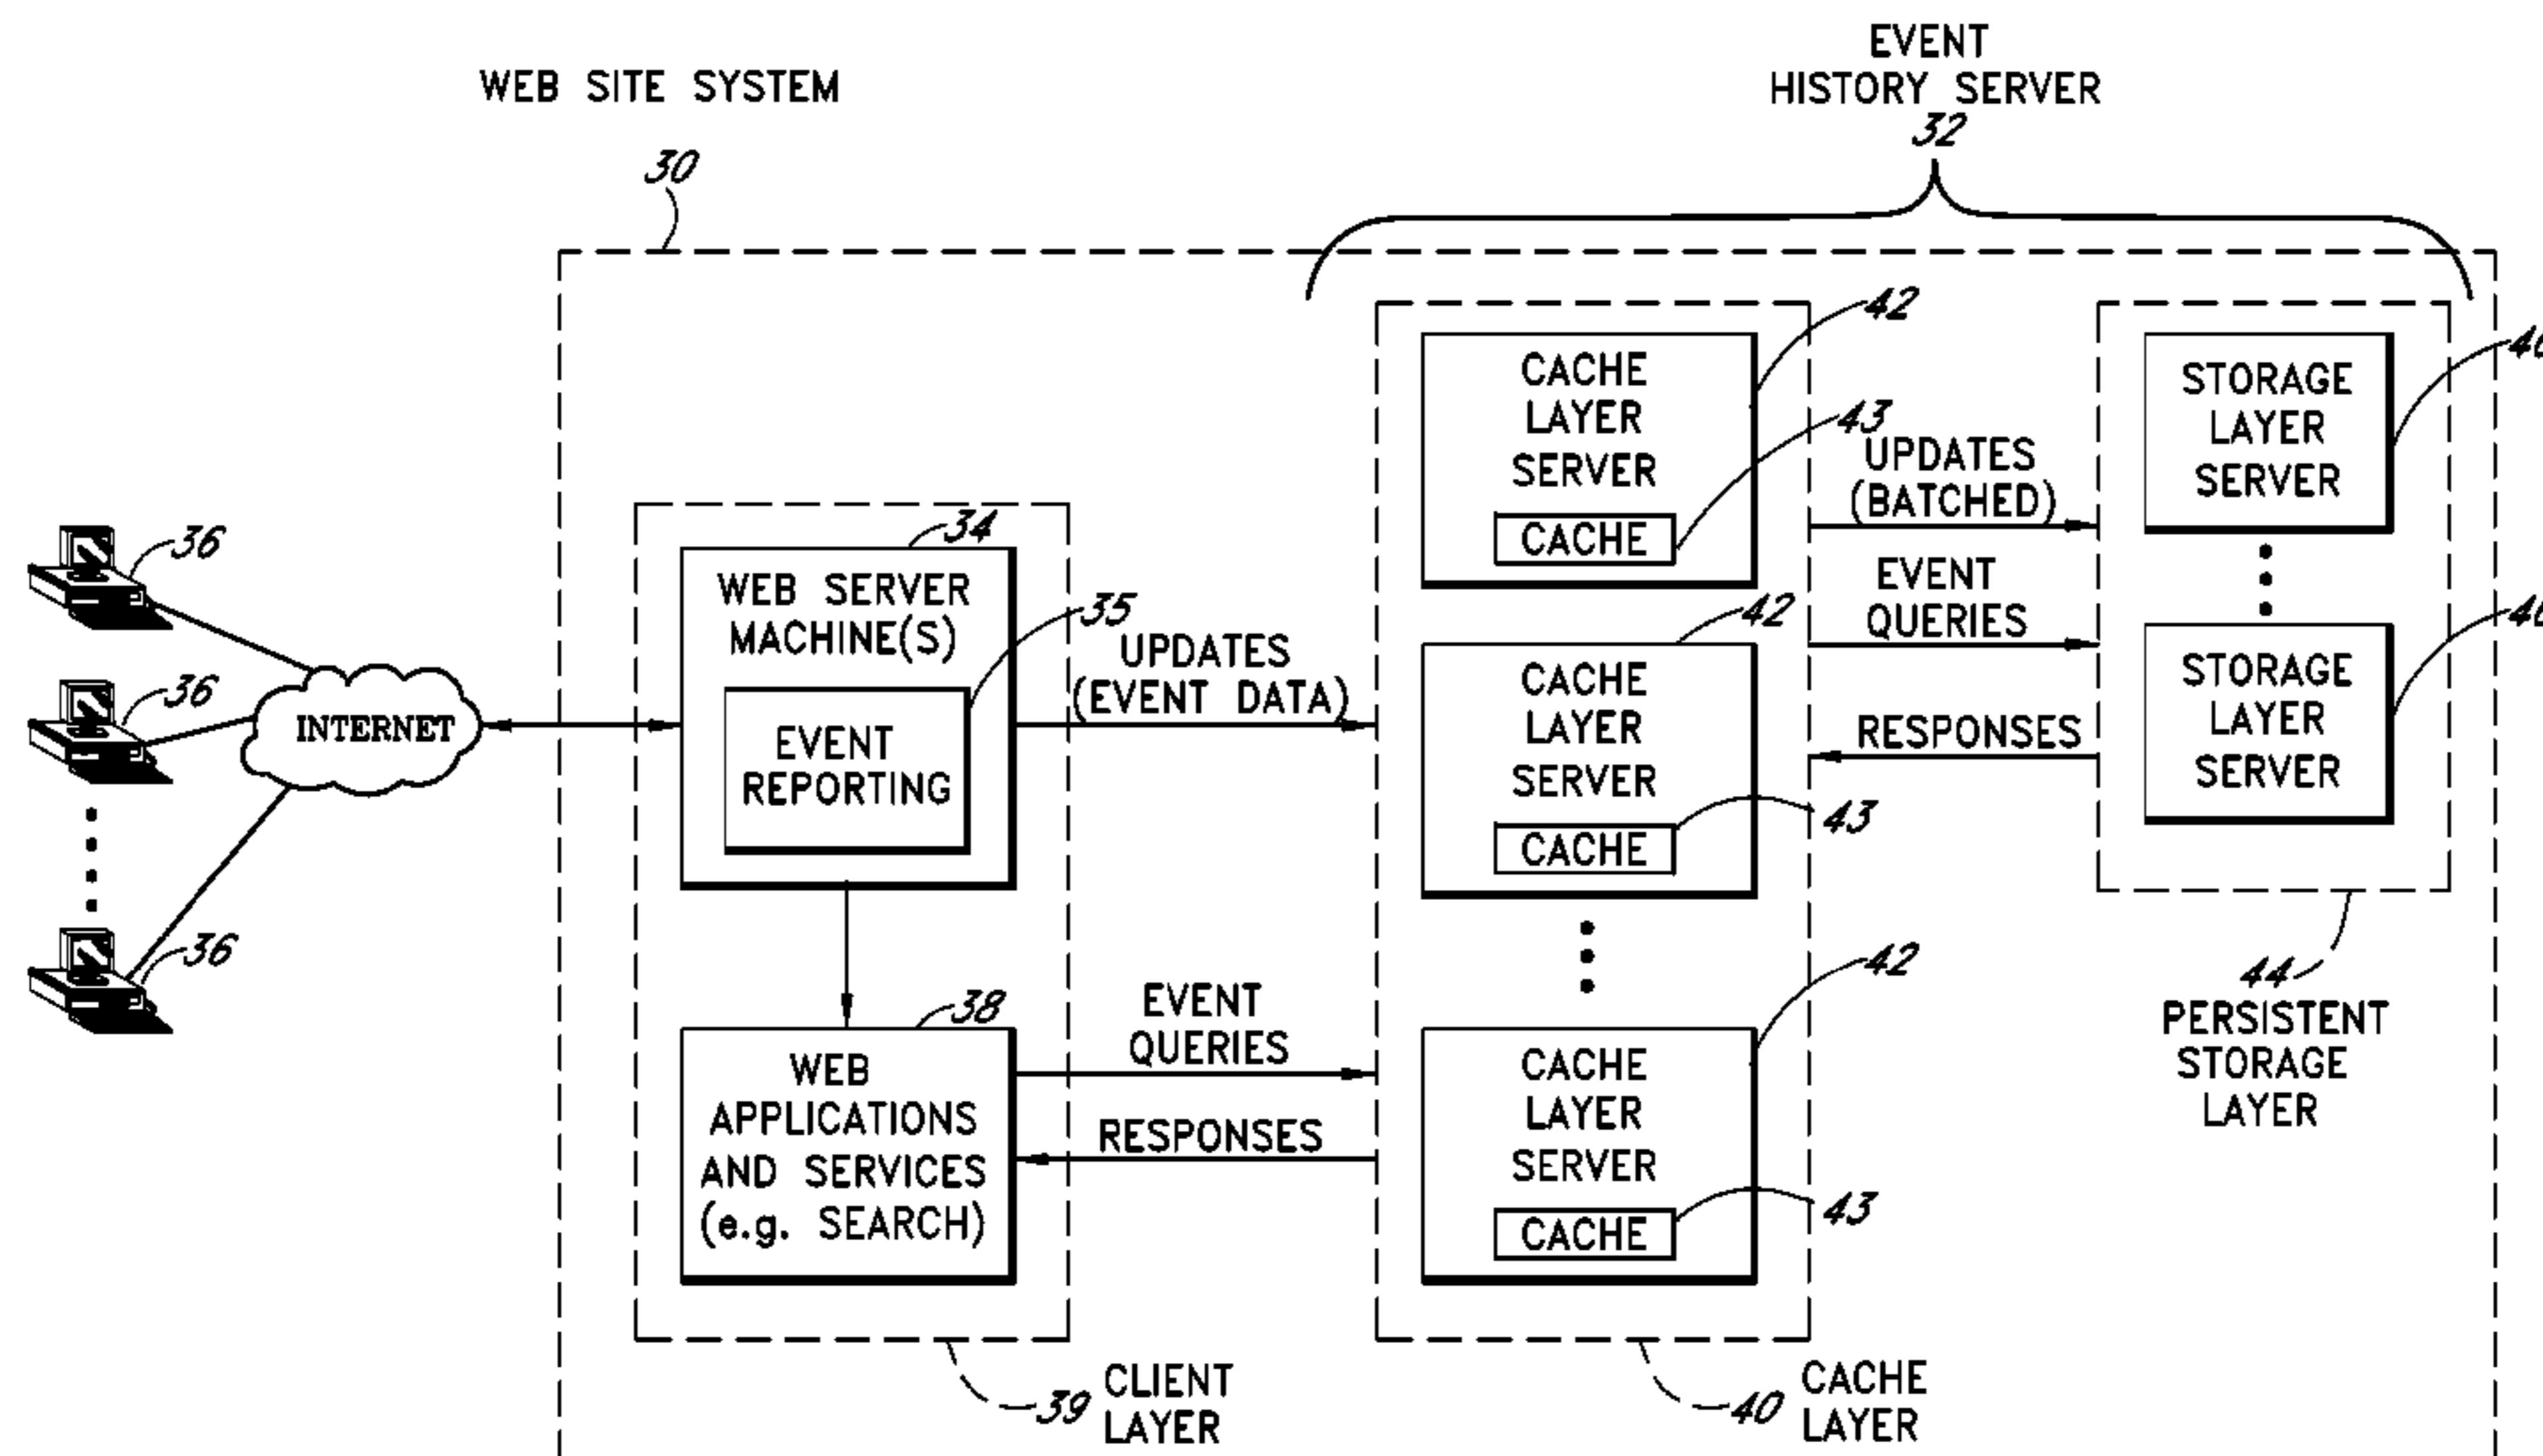 WEB SITE SYSTEM
30
EVENT
HISTORY SERVER
32
36
36
36
INTERNET
34
WEB SERVER
MACHINE(S)
35
EVENT
REPORTING
38
WEB
APPLICATIONS
AND SERVICES
(e.g. SEARCH)
39 CLIENT
LAYER
UPDATES
(EVENT DATA)
EVENT
QUERIES
RESPONSES
42
CACHE
LAYER
SERVER
43
CACHE
42
CACHE
LAYER
SERVER
43
CACHE
42
CACHE
LAYER
SERVER
43
CACHE
40 CACHE
LAYER
UPDATES
(BATCHED)
EVENT
QUERIES
RESPONSES
STORAGE
LAYER
SERVER
STORAGE
LAYER
SERVER
44
PERSISTENT
STORAGE
LAYER